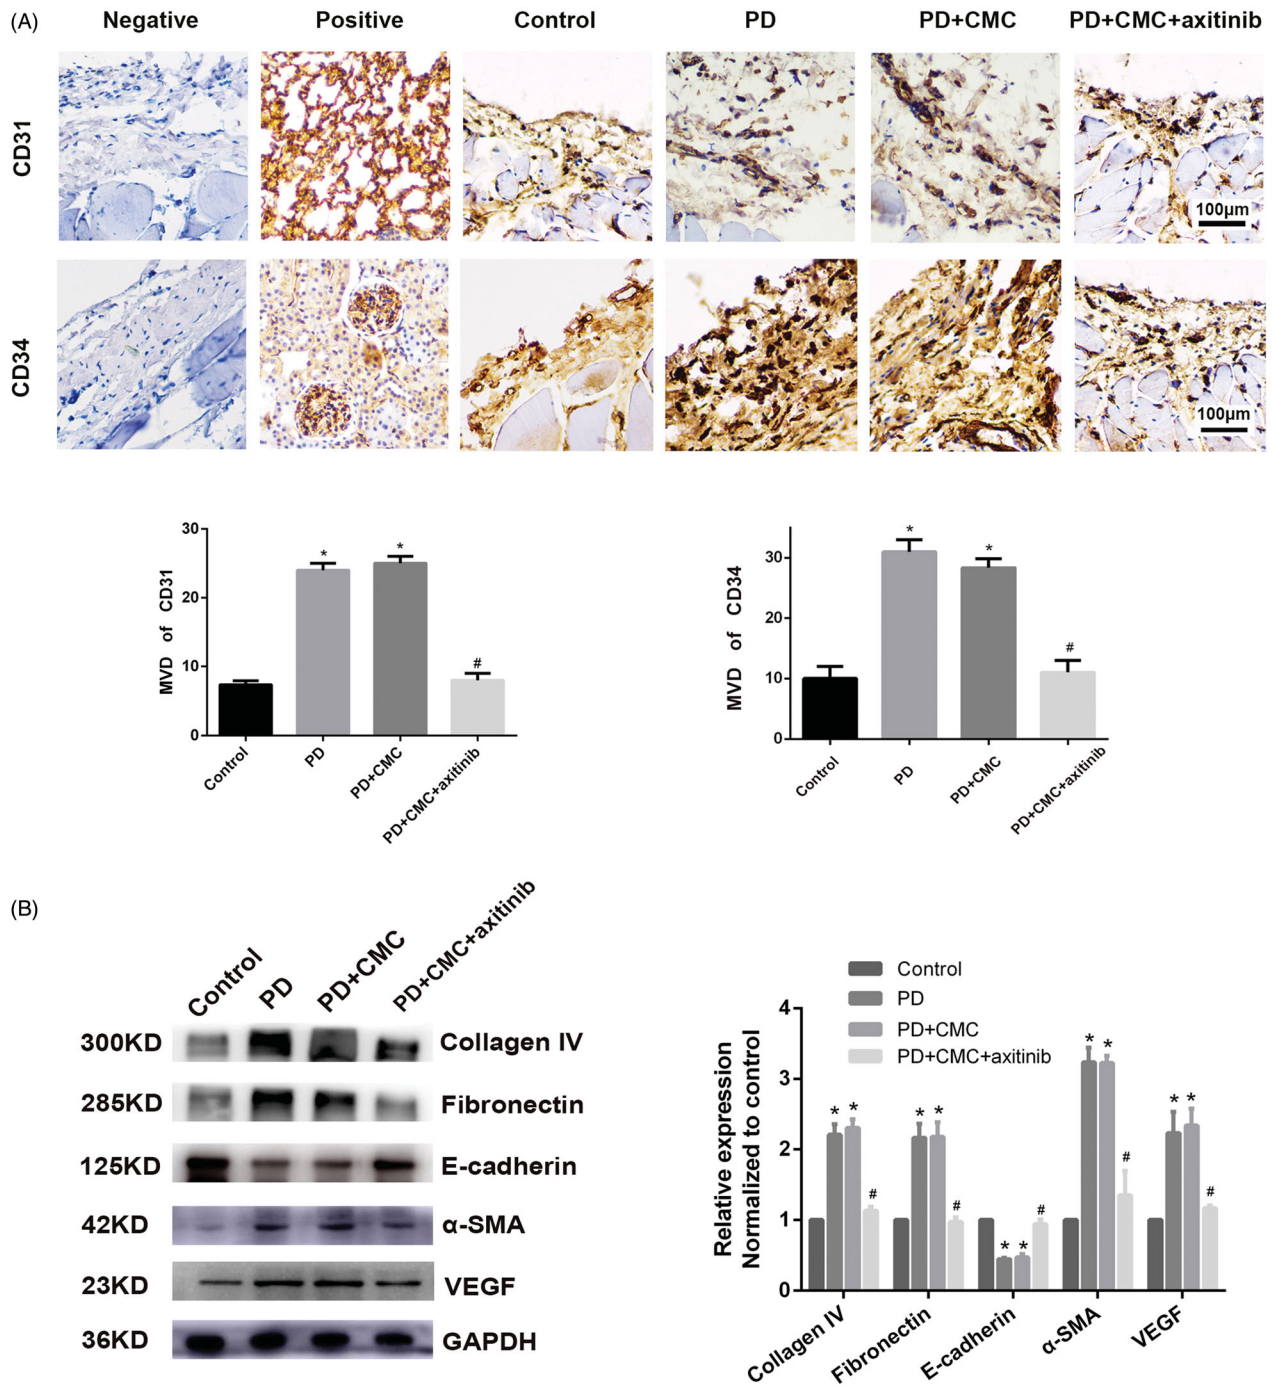 (A)
Negative Positive Control PD PD+CMC PD+CMC+axitinib
CD31
100μm
CD34
100μm
MVD of CD31
30
20
10
0
*
*
#
Control PD PD+CMC PD+CMC+axitinib
MVD of CD34
30
20
10
0
*
*
#
Control PD PD+CMC PD+CMC+axitinib
(B)
Control PD PD+CMC PD+CMC+axitinib
300KD Collagen IV
285KD Fibronectin
125KD E-cadherin
42KD α-SMA
23KD VEGF
36KD GAPDH
Control
PD
PD+CMC
PD+CMC+axitinib
Relative expression
Normalized to control
4
3
2
1
0
* * #
* * #
* * #
* * #
* * #
Collagen IV Fibronectin E-cadherin α-SMA VEGF